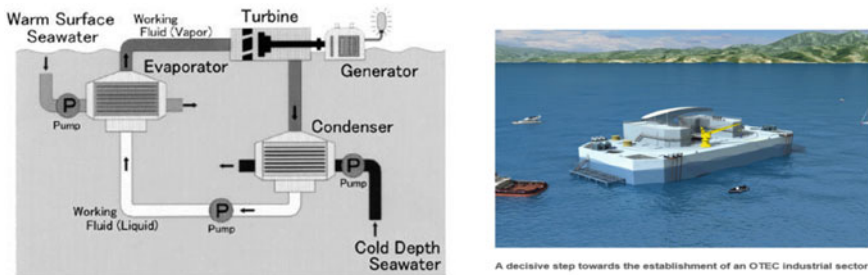 Warm Surface
Seawater
Working
Fluid (Vapor)
Turbine
Evaporator
Generator
P
Pump
Condenser
P
Pump
Working
Fluid (Liquid)
P
Pump
Cold Depth
Seawater
A decisive step towards the establishment of an OTEC industrial sector